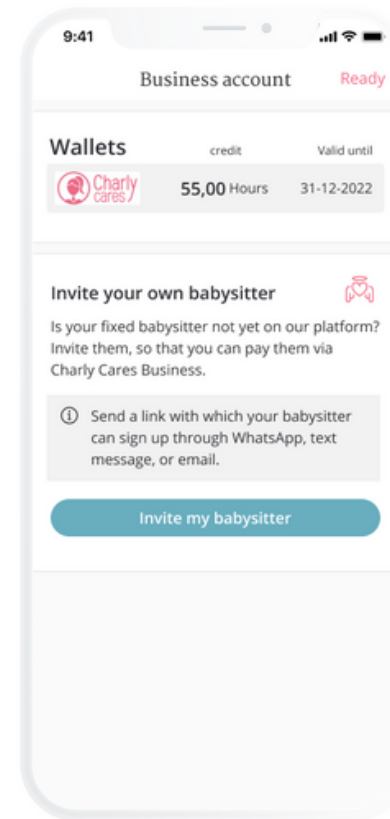 9:41
Business account Ready
Wallets credit Valid until
Charly cares 55,00 Hours 31-12-2022
Invite your own babysitter
Is your fixed babysitter not yet on our platform?
Invite them, so that you can pay them via
Charly Cares Business.
Send a link with which your babysitter
can sign up through WhatsApp, text
message, or email.
Invite my babysitter